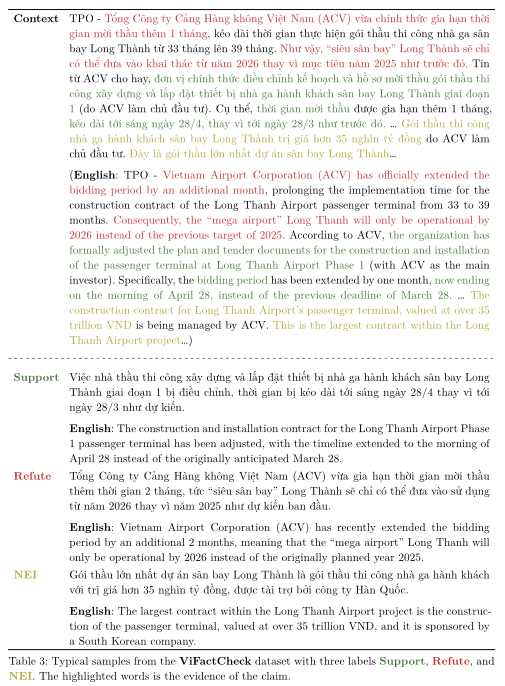 Context TPO - Tổng Công ty Cảng Hàng không Việt Nam (ACV) vừa chính thức gia hạn thời
gian mời thầu thêm 1 tháng, kéo dài thời gian thực hiện gói thầu thi công nhà ga sân
bay Long Thành từ 33 tháng lên 39 tháng. Như vậy, “siêu sân bay” Long Thành sẽ chỉ
có thể đưa vào khai thác từ năm 2026 thay vì mục tiêu năm 2025 như trước đó. Tin
từ ACV cho hay, đơn vị chính thức điều chỉnh kế hoạch và hồ sơ mời thầu gói thầu thi
công xây dựng và lắp đặt thiết bị nhà ga hành khách sân bay Long Thành giai đoạn
1 (do ACV làm chủ đầu tư). Cụ thể, thời gian mời thầu được gia hạn thêm 1 tháng,
kéo dài tới sáng ngày 28/4, thay vì tới ngày 28/3 như trước đó. ... Gói thầu thi công
nhà ga hành khách sân bay Long Thành trị giá hơn 35 nghìn tỷ đồng do ACV làm
chủ đầu tư. Đây là gói thầu lớn nhất dự án sân bay Long Thành...
(English: TPO - Vietnam Airport Corporation (ACV) has officially extended the
bidding period by an additional month, prolonging the implementation time for the
construction contract of the Long Thanh Airport passenger terminal from 33 to 39
months. Consequently, the “mega airport” Long Thanh will only be operational by
2026 instead of the previous target of 2025. According to ACV, the organization has
formally adjusted the plan and tender documents for the construction and installation
of the passenger terminal at Long Thanh Airport Phase 1 (with ACV as the main
investor). Specifically, the bidding period has been extended by one month, now ending
on the morning of April 28, instead of the previous deadline of March 28. ... The
construction contract for Long Thanh Airport's passenger terminal, valued at over 35
trillion VND is being managed by ACV. This is the largest contract within the Long
Thanh Airport project...)
Support Việc nhà thầu thi công xây dựng và lắp đặt thiết bị nhà ga hành khách sân bay Long
Thành giai đoạn 1 bị điều chỉnh, thời gian bị kéo dài tới sáng ngày 28/4 thay vì tới
ngày 28/3 như dự kiến.
English: The construction and installation contract for the Long Thanh Airport Phase
1 passenger terminal has been adjusted, with the timeline extended to the morning of
April 28 instead of the originally anticipated March 28.
Refute Tổng Công ty Cảng Hàng không Việt Nam (ACV) vừa gia hạn thời gian mời thầu
thêm thời gian 2 tháng, tức “siêu sân bay” Long Thành sẽ chỉ có thể đưa vào sử dụng
từ năm 2026 thay vì năm 2025 như dự kiến ban đầu.
English: Vietnam Airport Corporation (ACV) has recently extended the bidding
period by an additional 2 months, meaning that the “mega airport” Long Thanh will
only be operational by 2026 instead of the originally planned year 2025.
NEI Gói thầu lớn nhất dự án sân bay Long Thành là gói thầu thi công nhà ga hành khách
với trị giá hơn 35 nghìn tỷ đồng, được tài trợ bởi công ty Hàn Quốc.
English: The largest contract within the Long Thanh Airport project is the construc-
tion of the passenger terminal, valued at over 35 trillion VND, and it is sponsored by
a South Korean company.
Table 3: Typical samples from the ViFactCheck dataset with three labels Support, Refute, and
NEI. The highlighted words is the evidence of the claim.